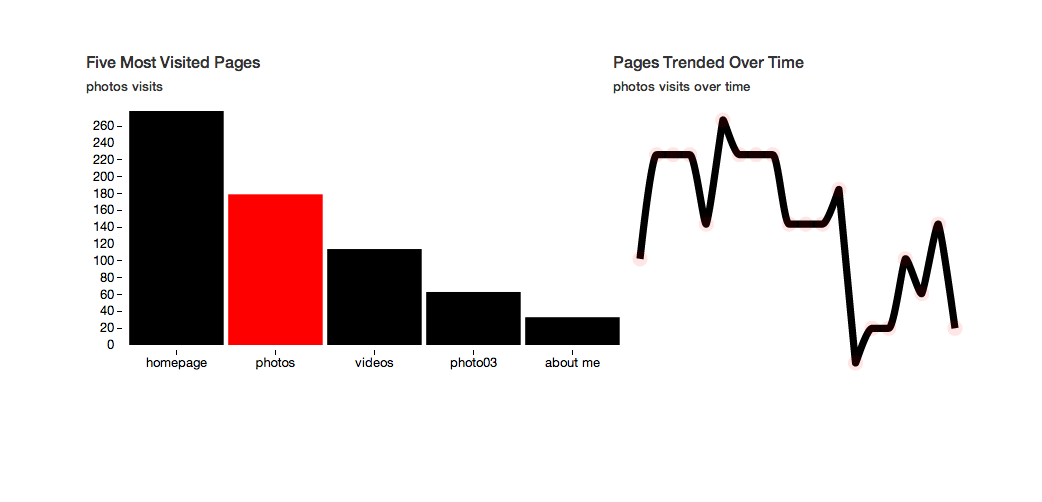 Five Most Visited Pages
photos visits
260
240
220
200
180
160
140
120
100
80
60
40
20
0
homepage photos videos photo03 about me
Pages Trended Over Time
photos visits over time